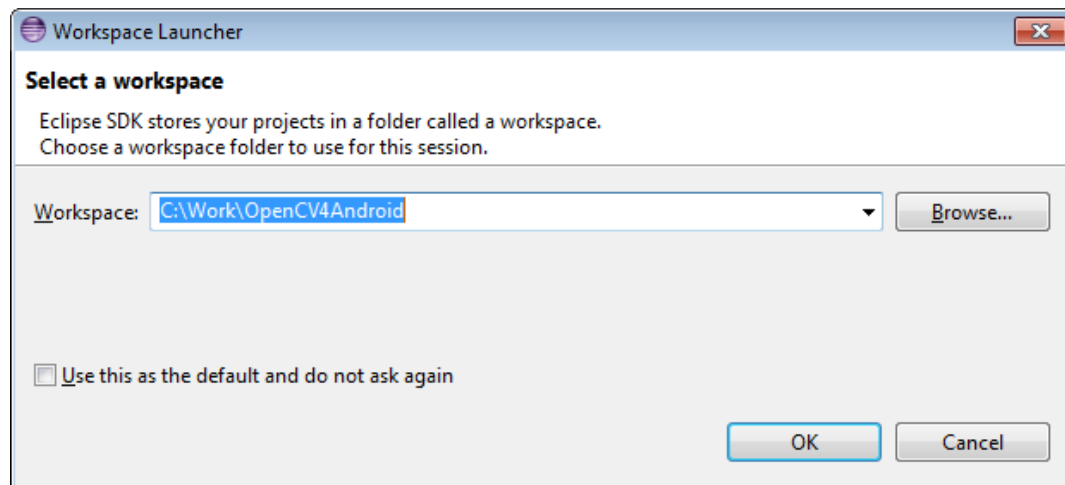 Workspace Launcher
Select a workspace
Eclipse SDK stores your projects in a folder called a workspace.
Choose a workspace folder to use for this session.
Workspace: C:\Work\OpenCV4Android Browse...
Use this as the default and do not ask again
OK Cancel